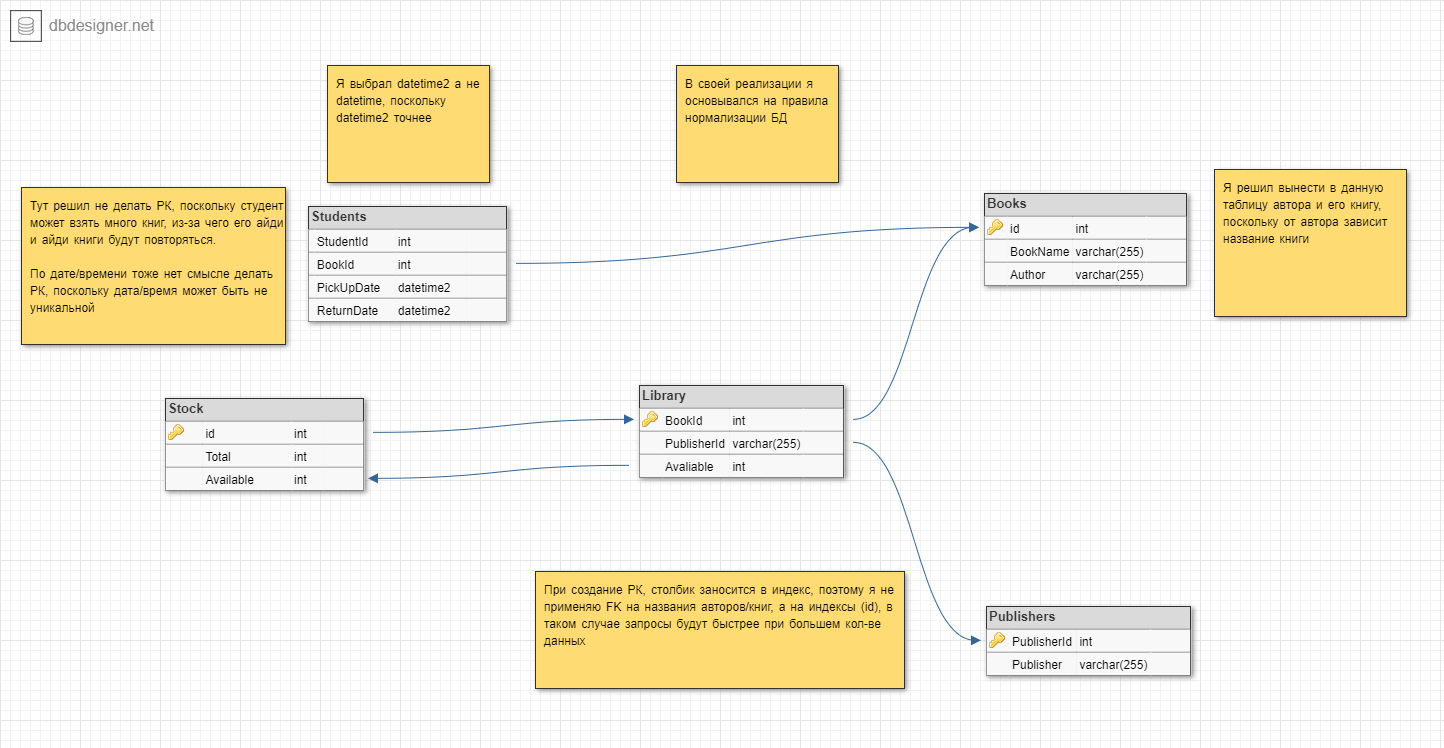 dbdesigner.net
Я выбрал datetime2 а не
datetime, поскольку
datetime2 точнее
В своей реализации я
основывался на правила
нормализации БД
Тут решил не делать РК, поскольку студент
может взять много книг, из-за чего его айди
и айди книги будут повторяться.
По дате/времени тоже нет смысле делать
РК, поскольку дата/время может быть не
уникальной
Students
StudentId int
BookId int
PickUpDate datetime2
ReturnDate datetime2
Books
id int
BookName varchar(255)
Author varchar(255)
Я решил вынести в данную
таблицу автора и его книгу,
поскольку от автора зависит
название книги
Stock
id int
Total int
Available int
Library
BookId int
PublisherId varchar(255)
Avaliable int
При создание РК, столбик заносится в индекс, поэтому я не
применяю FK на названия авторов/книг, а на индексы (id), в
таком случае запросы будут быстрее при большем кол-ве
данных
Publishers
PublisherId int
Publisher varchar(255)